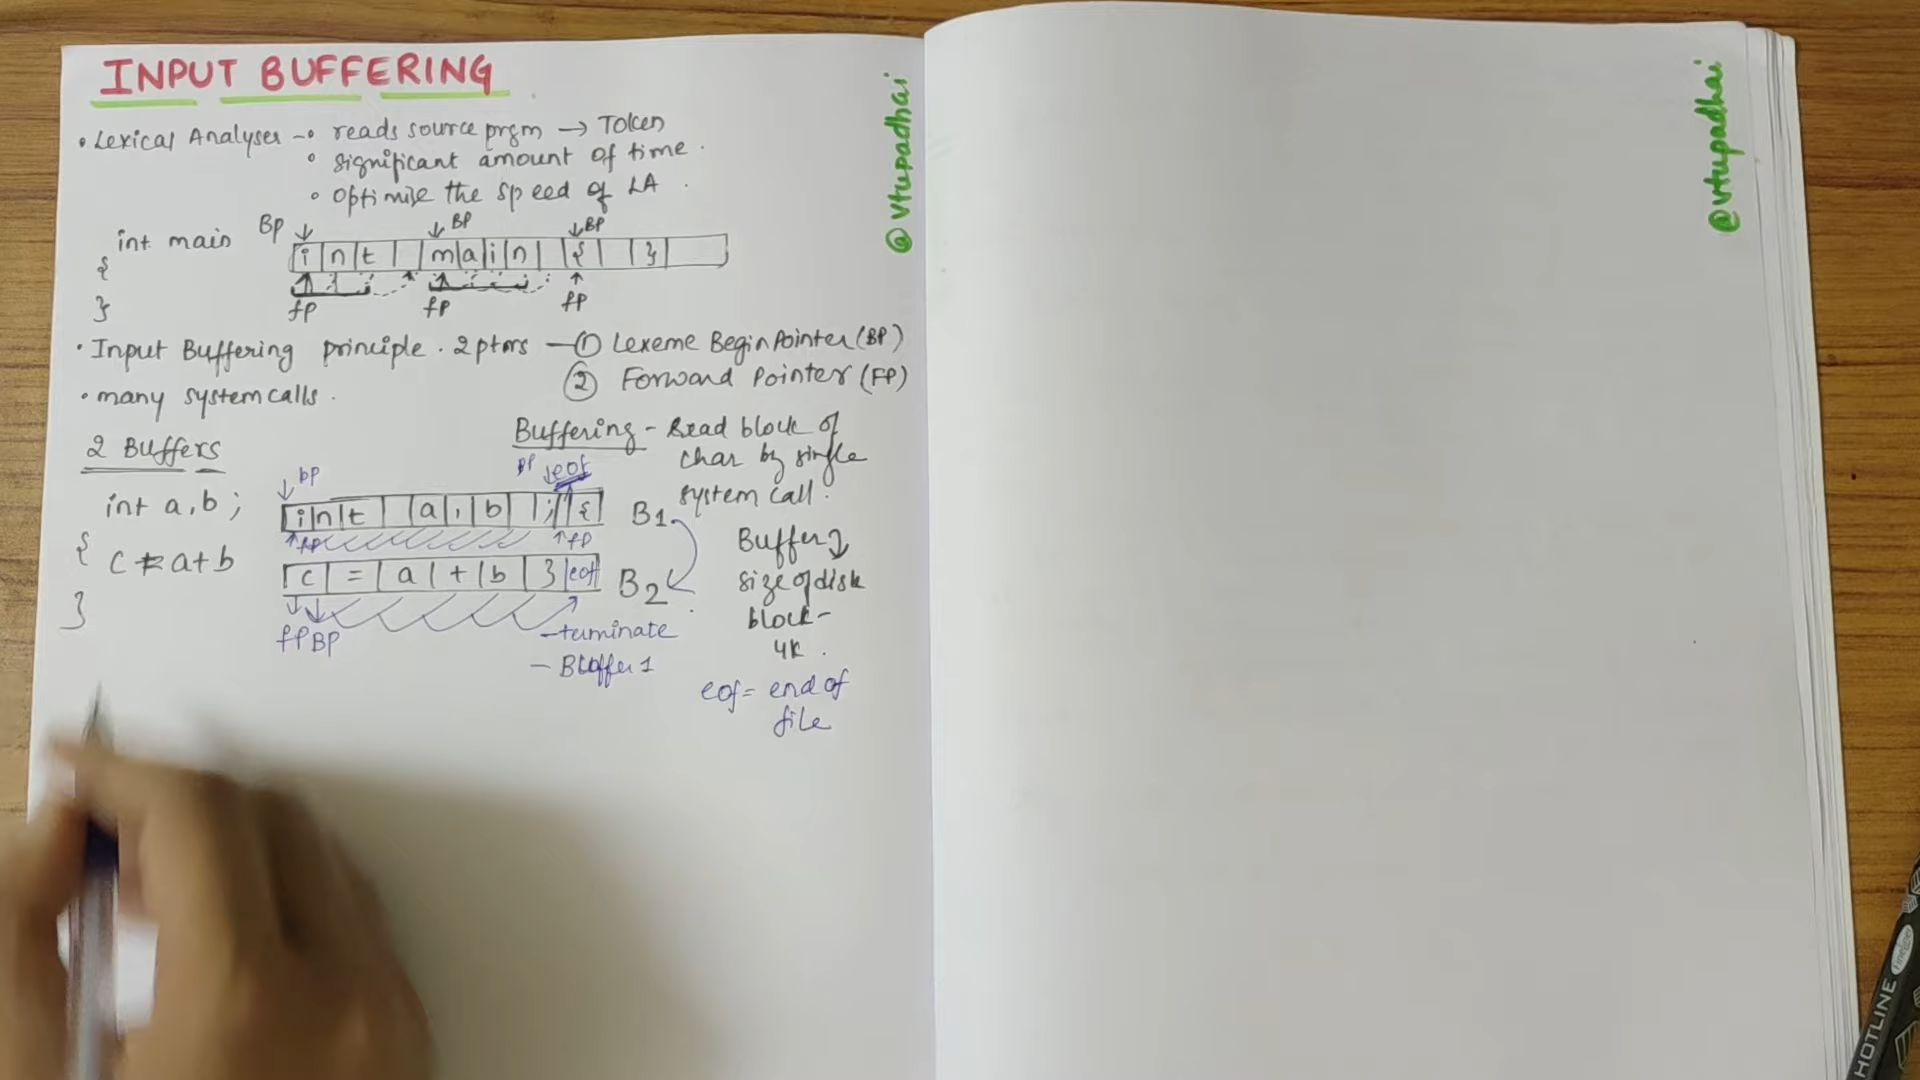 INPUT BUFFERING
• Lexical Analyser – • reads source prgm → Token
• significant amount of time.
• optimize the speed of LA.
int main
{
}
BP BP BP
i n t m a i n { }
fp fp fp
• Input Buffering principle. 2 ptrs – ① Lexeme Begin Pointer (BP)
② Forward Pointer (FP)
• many system calls.
2 Buffers
Buffering – Read block of
char by single
system call.
int a, b ;
{
c = a + b
}
bp BP eof
i n t a , b ; { B1
fp fp
c = a + b } eof B2
fp BP
– terminate
– Buffer 1
Buffer
size of disk
block –
4K.
eof = end of
file
@vtupadhai
@vtupadhai
HOTLINE
Fineliner